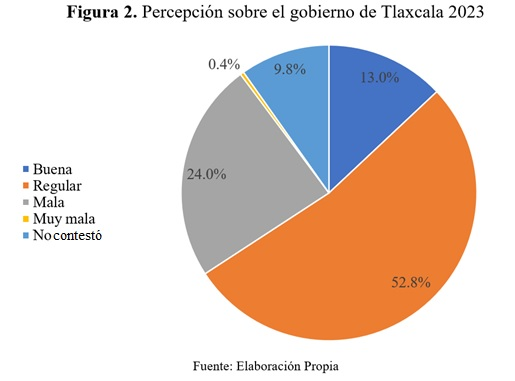 Figura 2. Percepción sobre el gobierno de Tlaxcala 2023
0.4%
9.8%
13.0%
24.0%
Buena
Regular
Mala
Muy mala
No contestó
52.8%
Fuente: Elaboración Propia